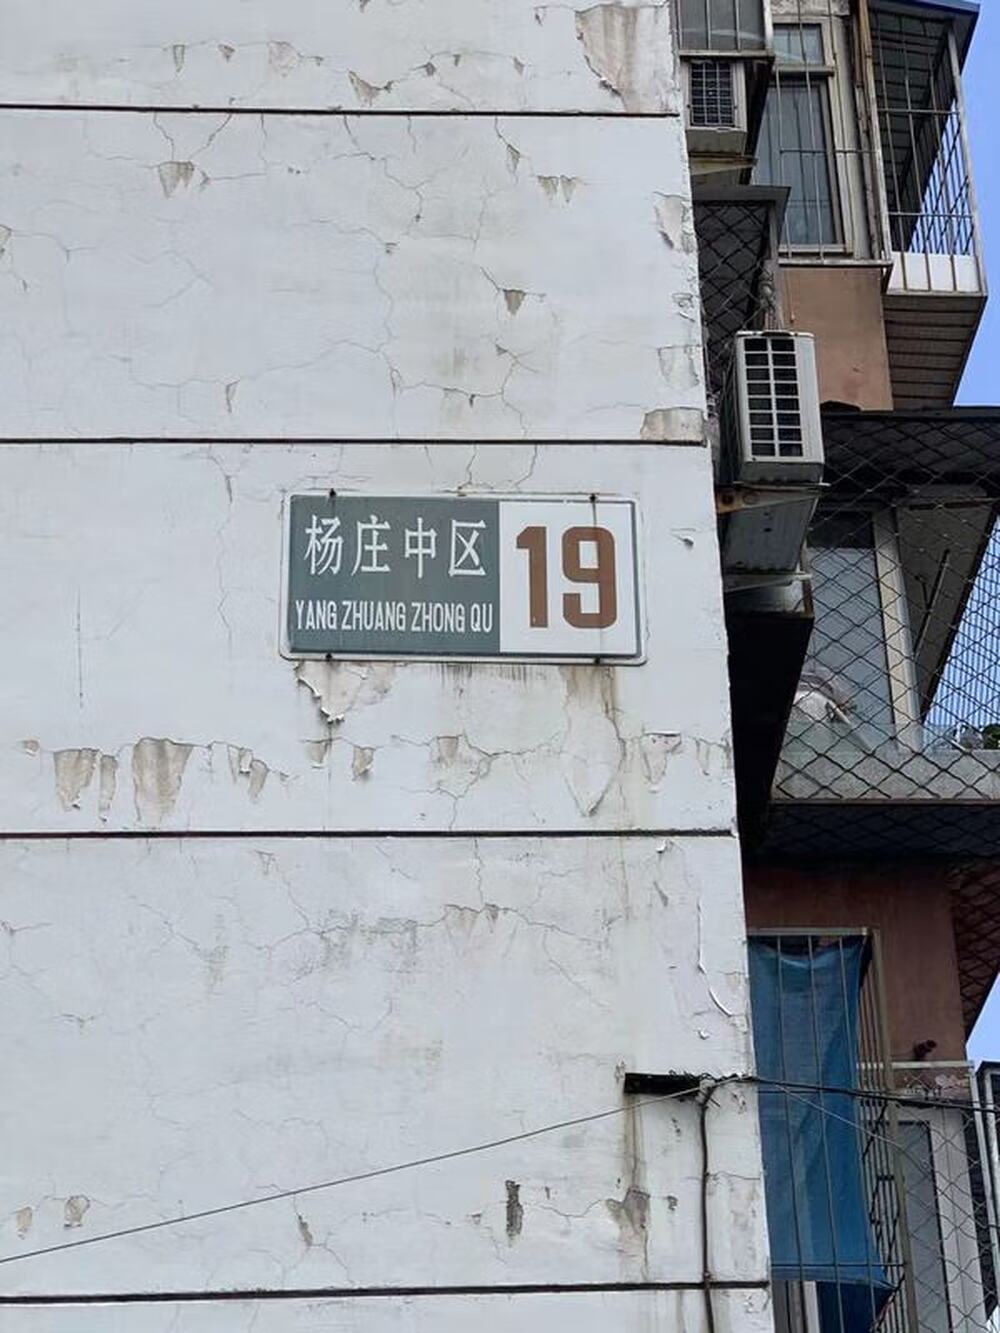 杨庄中区
YANG ZHUANG ZHONG QU
19